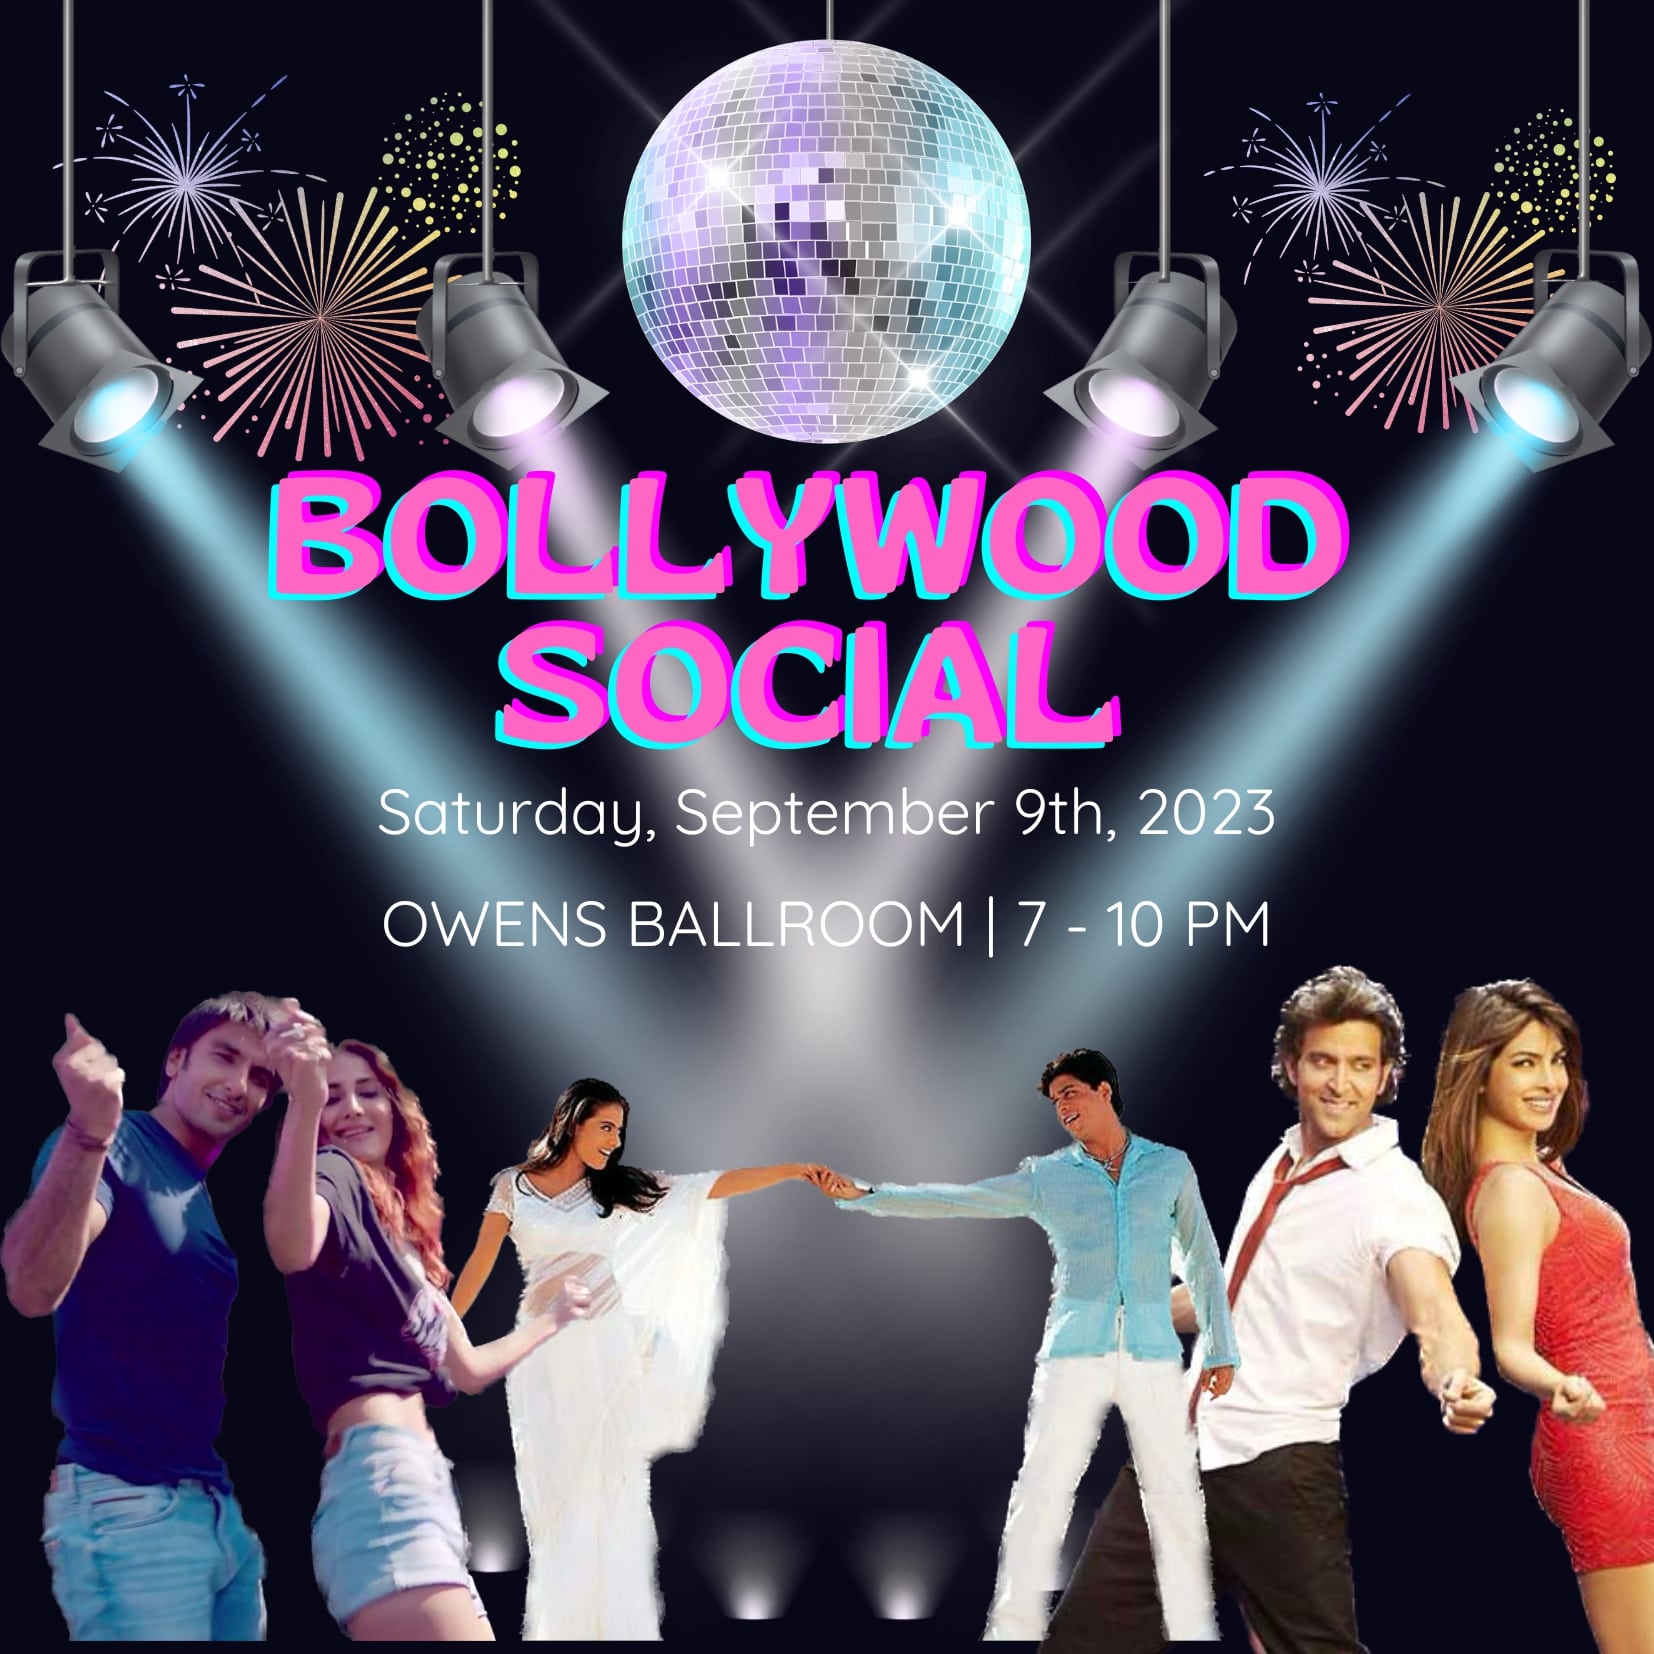 BOLLYWOOD
SOCIAL
Saturday, September 9th, 2023
OWENS BALLROOM | 7 - 10 PM